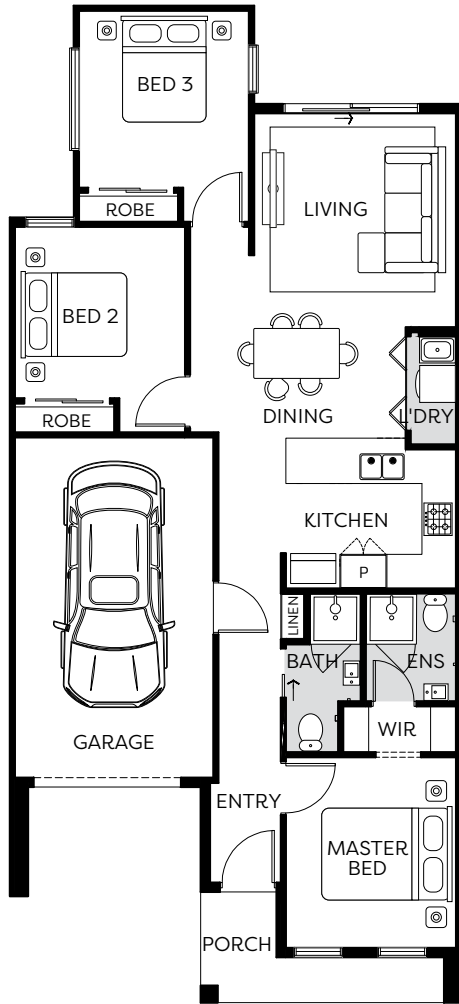 BED 3
ROBE
LIVING
BED 2
ROBE
DINING
L'DRY
KITCHEN
P
LINEN
BATH
ENS
WIR
GARAGE
ENTRY
MASTER
BED
PORCH